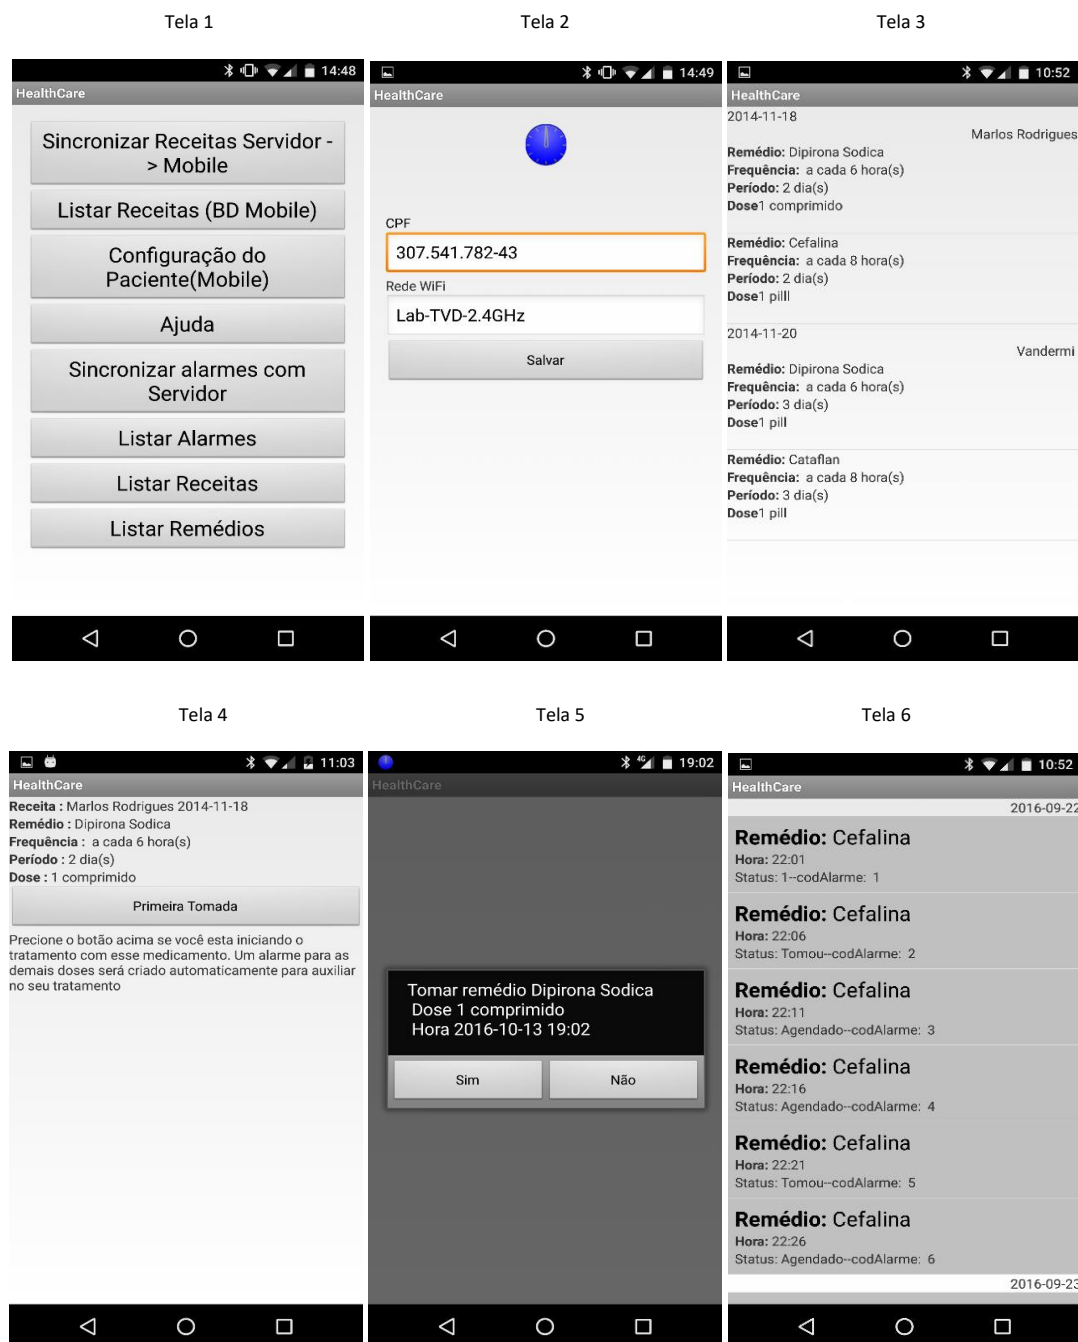 Tela 1
Tela 2
Tela 3
14:48
HealthCare
Sincronizar Receitas Servidor -
> Mobile
Listar Receitas (BD Mobile)
Configuração do
Paciente(Mobile)
Ajuda
Sincronizar alarmes com
Servidor
Listar Alarmes
Listar Receitas
Listar Remédios
14:49
HealthCare
CPF
307.541.782-43
Rede WiFi
Lab-TVD-2.4GHz
Salvar
10:52
HealthCare
2014-11-18
Marlos Rodrigues
Remédio: Dipirona Sodica
Frequência: a cada 6 hora(s)
Período: 2 dia(s)
Dose1 comprimido
Remédio: Cefalina
Frequência: a cada 8 hora(s)
Período: 2 dia(s)
Dose1 pilll
2014-11-20
Vandermi
Remédio: Dipirona Sodica
Frequência: a cada 6 hora(s)
Período: 3 dia(s)
Dose1 pill
Remédio: Cataflan
Frequência: a cada 8 hora(s)
Período: 3 dia(s)
Dose1 pill
Tela 4
Tela 5
Tela 6
11:03
HealthCare
Receita : Marlos Rodrigues 2014-11-18
Remédio : Dipirona Sodica
Frequência : a cada 6 hora(s)
Período : 2 dia(s)
Dose : 1 comprimido
Primeira Tomada
Precione o botão acima se você esta iniciando o
tratamento com esse medicamento. Um alarme para as
demais doses será criado automaticamente para auxiliar
no seu tratamento
4G 19:02
HealthCare
Tomar remédio Dipirona Sodica
Dose 1 comprimido
Hora 2016-10-13 19:02
Sim
Não
10:52
HealthCare
2016-09-22
Remédio: Cefalina
Hora: 22:01
Status: 1--codAlarme: 1
Remédio: Cefalina
Hora: 22:06
Status: Tomou--codAlarme: 2
Remédio: Cefalina
Hora: 22:11
Status: Agendado--codAlarme: 3
Remédio: Cefalina
Hora: 22:16
Status: Agendado--codAlarme: 4
Remédio: Cefalina
Hora: 22:21
Status: Tomou--codAlarme: 5
Remédio: Cefalina
Hora: 22:26
Status: Agendado--codAlarme: 6
2016-09-23